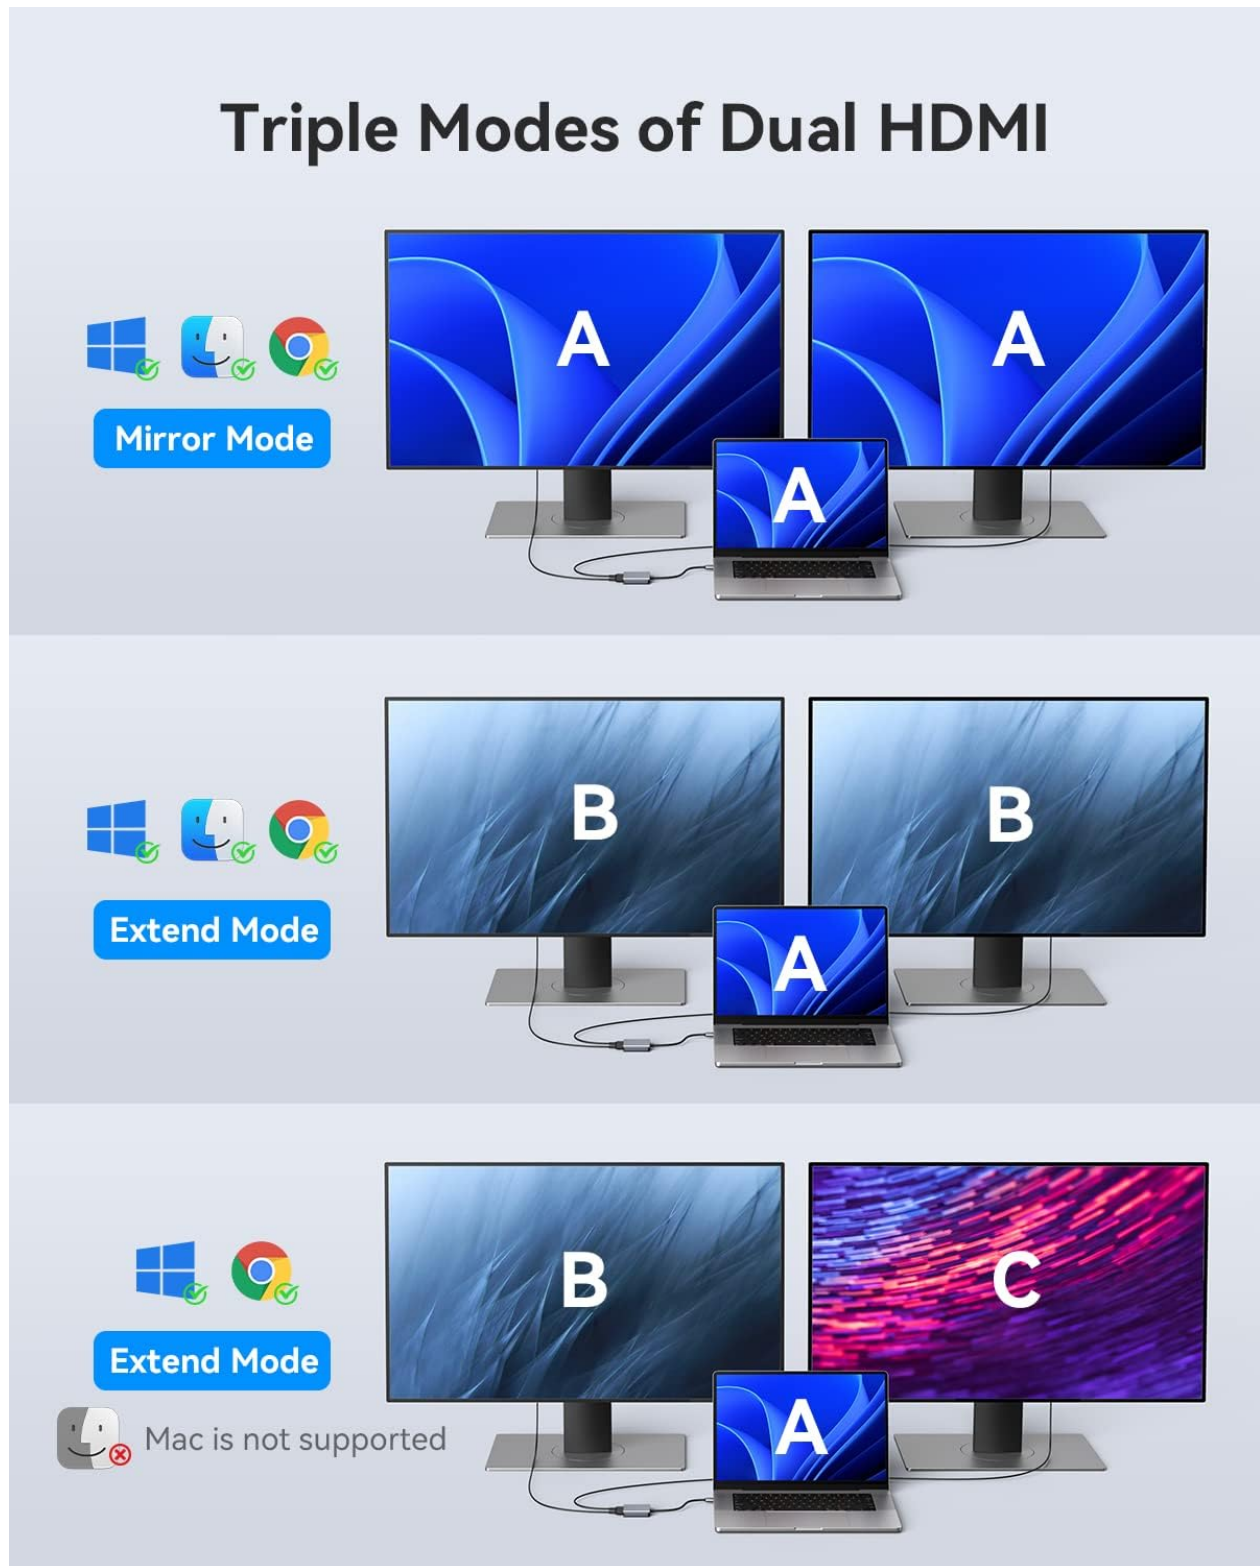 Triple Modes of Dual HDMI
A
A
Mirror Mode
A
B
B
Extend Mode
A
B
C
Extend Mode
A
Mac is not supported